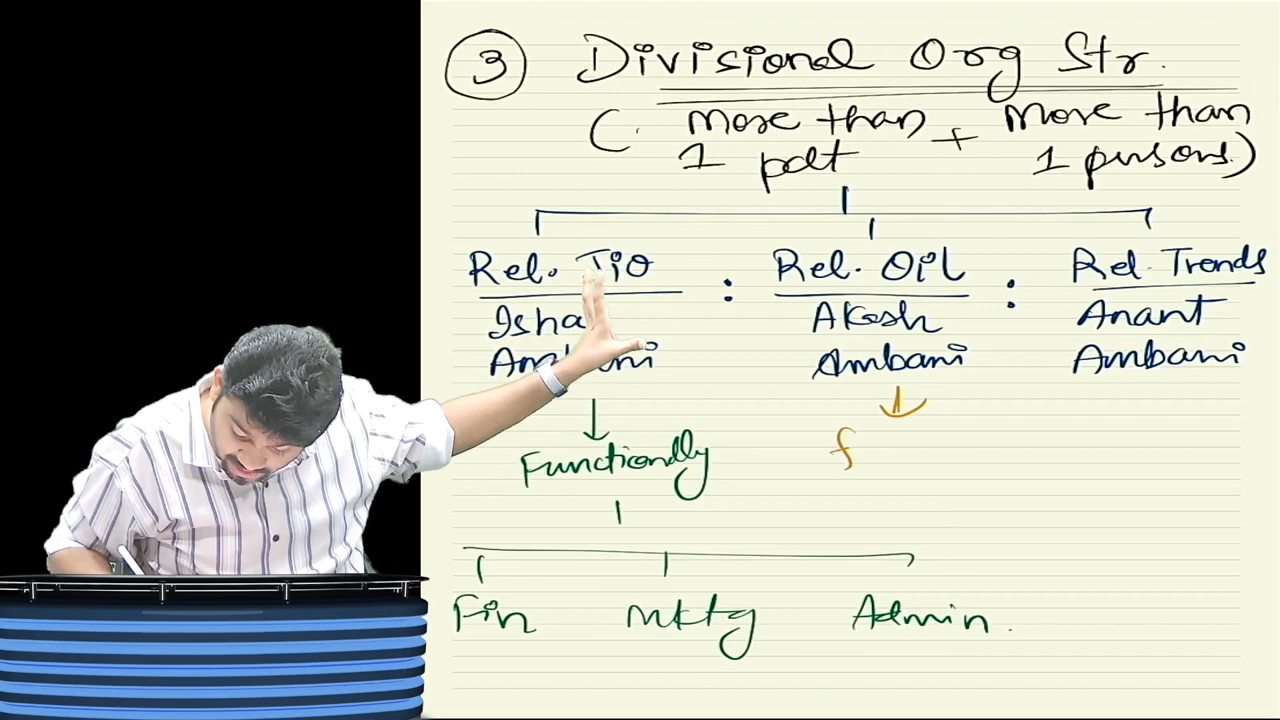 3 Divisional Org Str.
( More than 1 pdt + More than 1 persons.)
Rel. Jio : Rel. Oil : Rel. Trends
Isha Ambani Akash Ambani Anant Ambani
Functionally
f
Fin Mktg Admin.